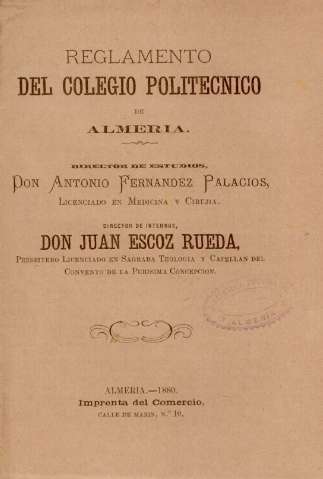 REGLAMENTO
DEL COLEGIO POLITECNICO
DE
ALMERIA.
DIRECTOR DE ESTUDIOS,
DON ANTONIO FERNANDEZ PALACIOS,
LICENCIADO EN MEDICINA Y CIRUJIA.
DIRECTOR DE INTERNOS,
DON JUAN ESCOZ RUEDA,
PRESBITERO LICENCIADO EN SAGRADA TEOLOGIA Y CAPELLAN DEL
CONVENTO DE LA PURISIMA CONCEPCION.
ALMERIA
ALMERIA.—1880.
Imprenta del Comercio,
CALLE DE MARIN, N.º 10.